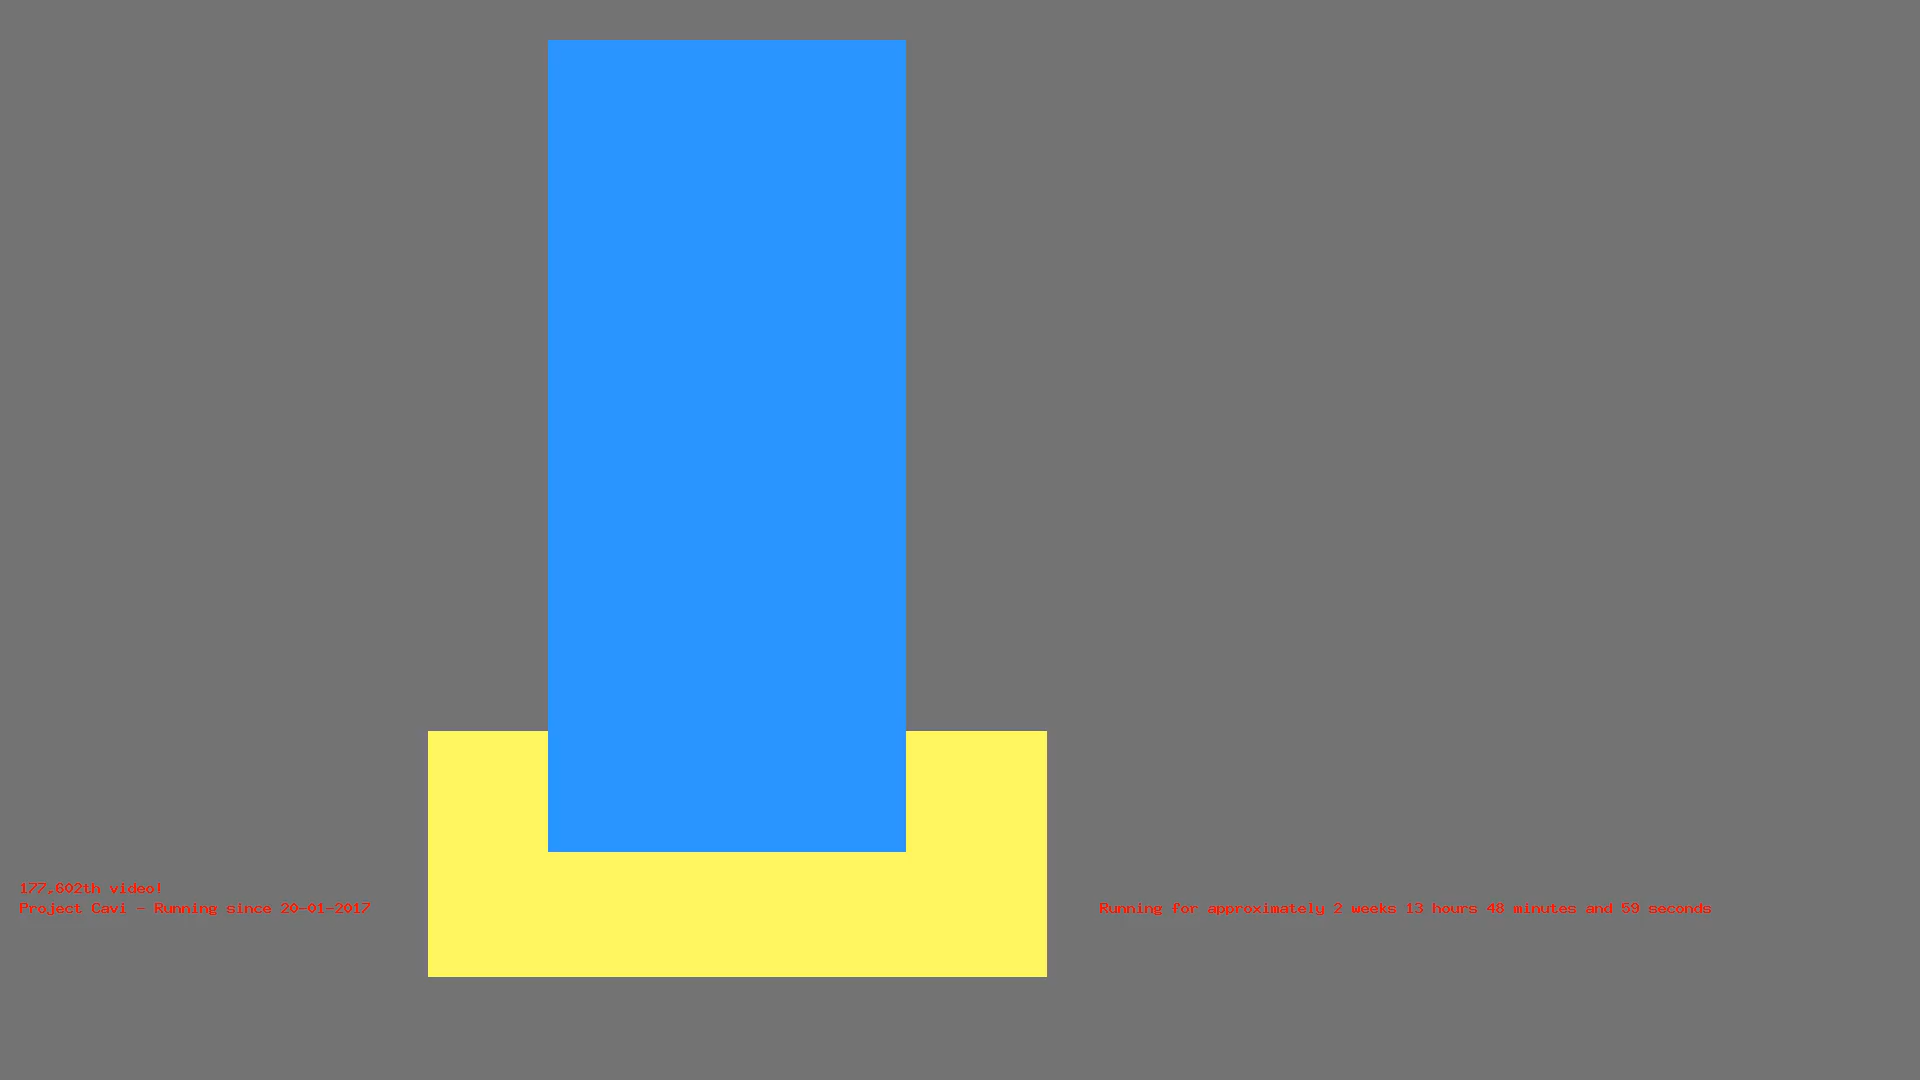 177,602th video!
Project Cavi - Running since 20-01-2017
Running for approximately 2 weeks 13 hours 48 minutes and 59 seconds